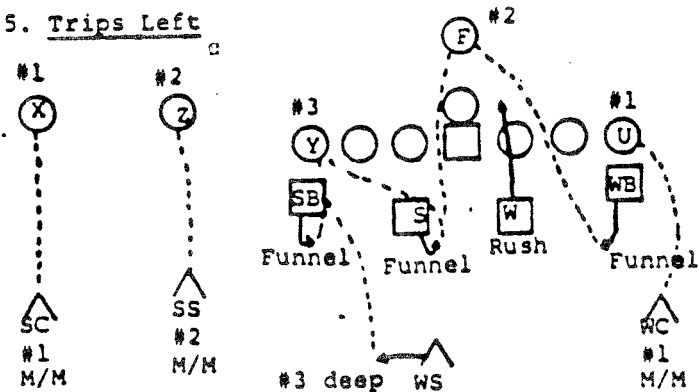 5. Trips Left
#2
F
#1
#2
X
Z
#3
#1
Y
U
SB
S
W
WB
Funnel
Funnel
Rush
Funnel
SC
#1
M/M
SS
#2
M/M
#3 deep
WS
WC
#1
M/M